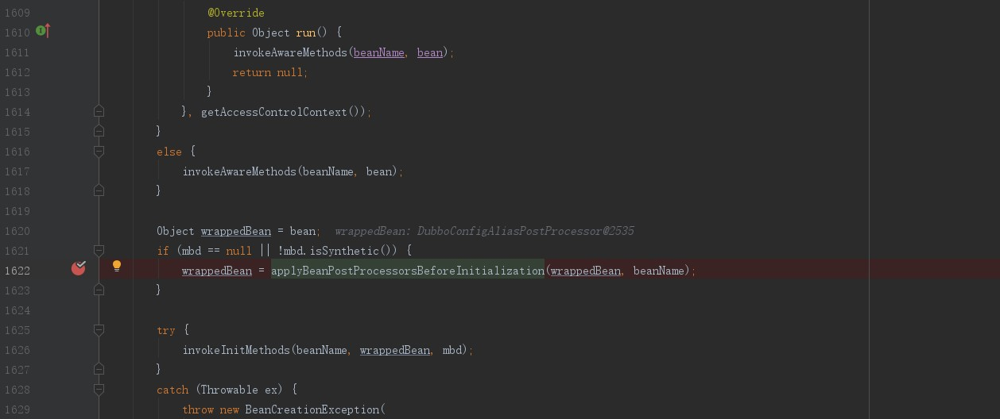 1609 @Override
1610 public Object run() {
1611 invokeAwareMethods(beanName, bean);
1612 return null;
1613 }
1614 }, getAccessControlContext());
1615 }
1616 else {
1617 invokeAwareMethods(beanName, bean);
1618 }
1619
1620 Object wrappedBean = bean; wrappedBean: DubboConfigAliasPostProcessor@2535
1621 if (mbd == null || !mbd.isSynthetic()) {
1622 wrappedBean = applyBeanPostProcessorsBeforeInitialization(wrappedBean, beanName);
1623 }
1624
1625 try {
1626 invokeInitMethods(beanName, wrappedBean, mbd);
1627 }
1628 catch (Throwable ex) {
1629 throw new BeanCreationException(